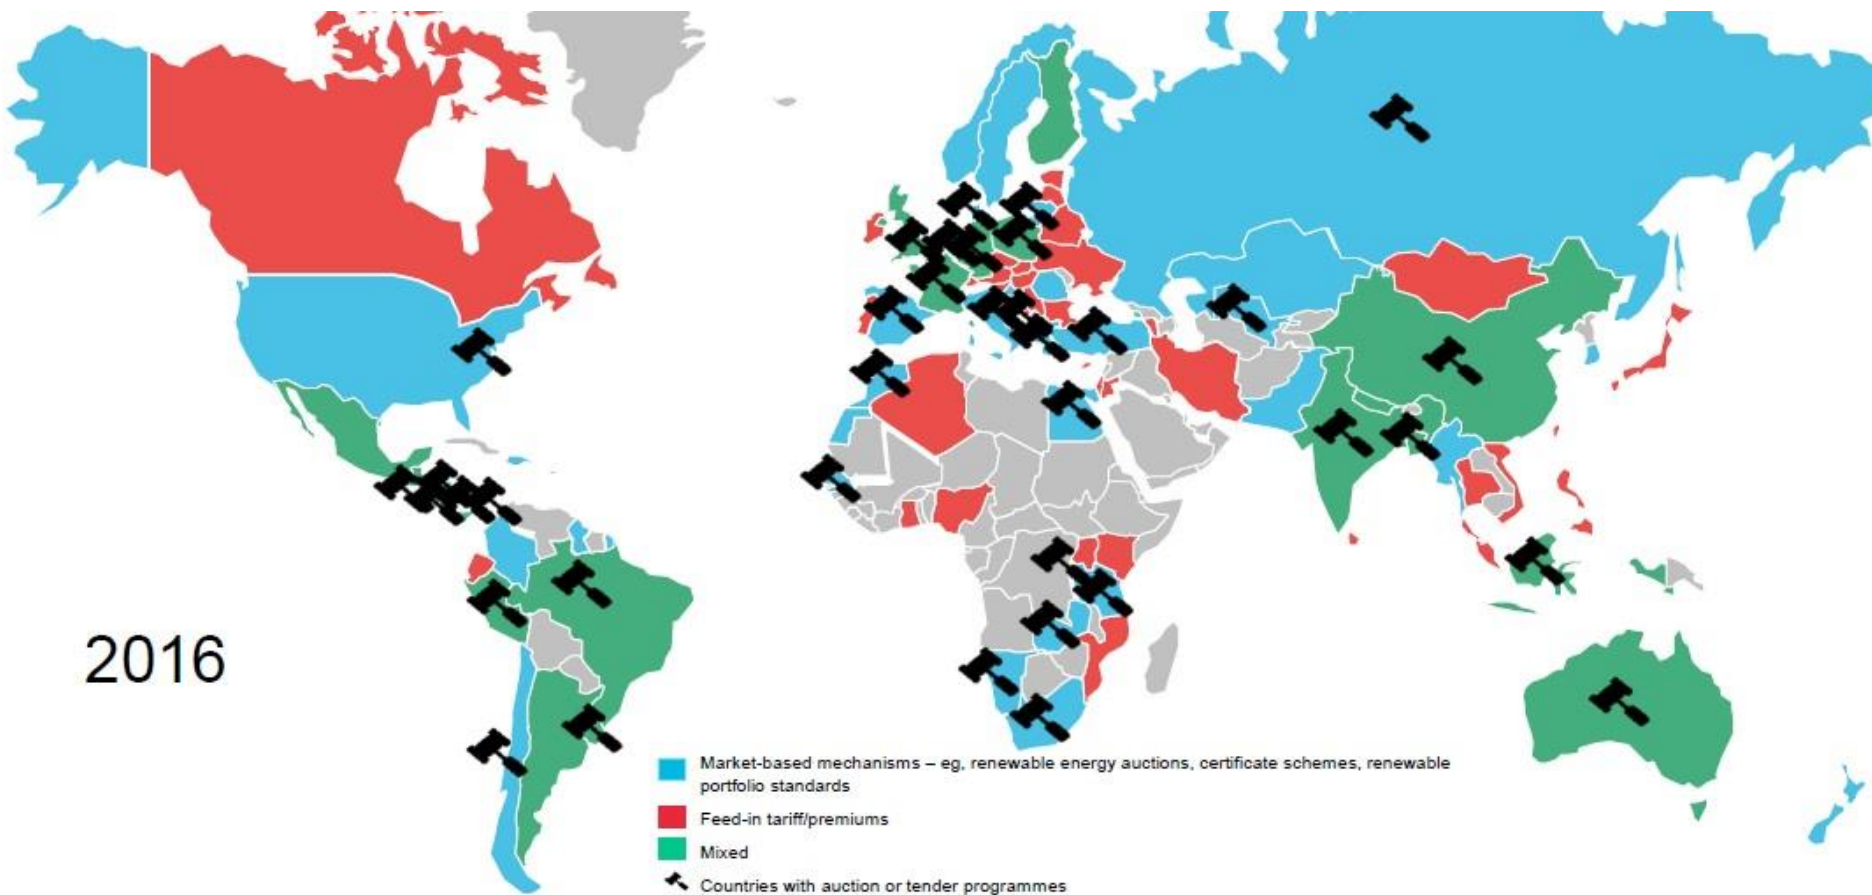 2016
Market-based mechanisms – eg, renewable energy auctions, certificate schemes, renewable
portfolio standards
Feed-in tariff/premiums
Mixed
Countries with auction or tender programmes